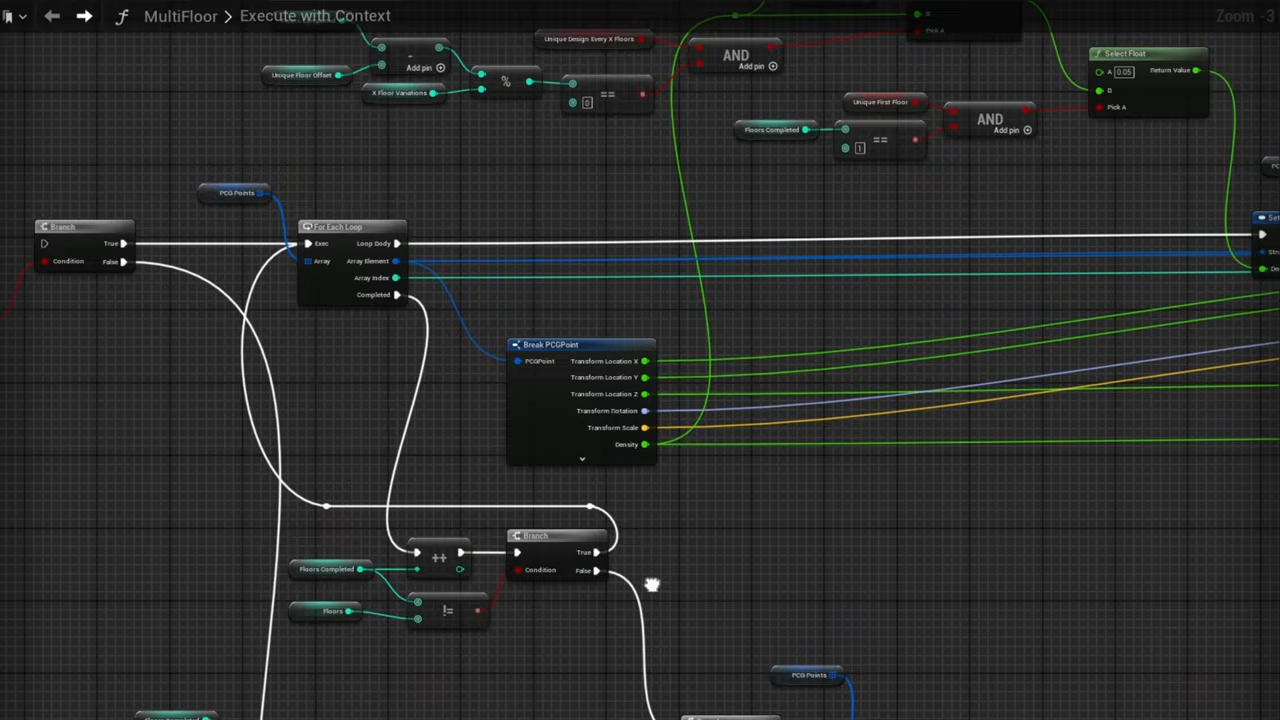 MultiFloor > Execute with Context
Zoom -3
Unique Design Every X Floors
AND
Add pin
Pick A
-
Add pin
Unique Floor Offset
X Floor Variations
%
0
==
Select Float
A 0.05
Return Value
B
Pick A
Unique First Floor
AND
Add pin
Floors Completed
1
==
PCG Points
Branch
True
Condition
False
For Each Loop
Exec
Loop Body
Array
Array Element
Array Index
Completed
Set
Break PCGPoint
PCGPoint
Transform Location X
Transform Location Y
Transform Location Z
Transform Rotation
Transform Scale
Density
++
Branch
True
Condition
False
Floors Completed
Floors
!=
PCG Points
Floors Completed